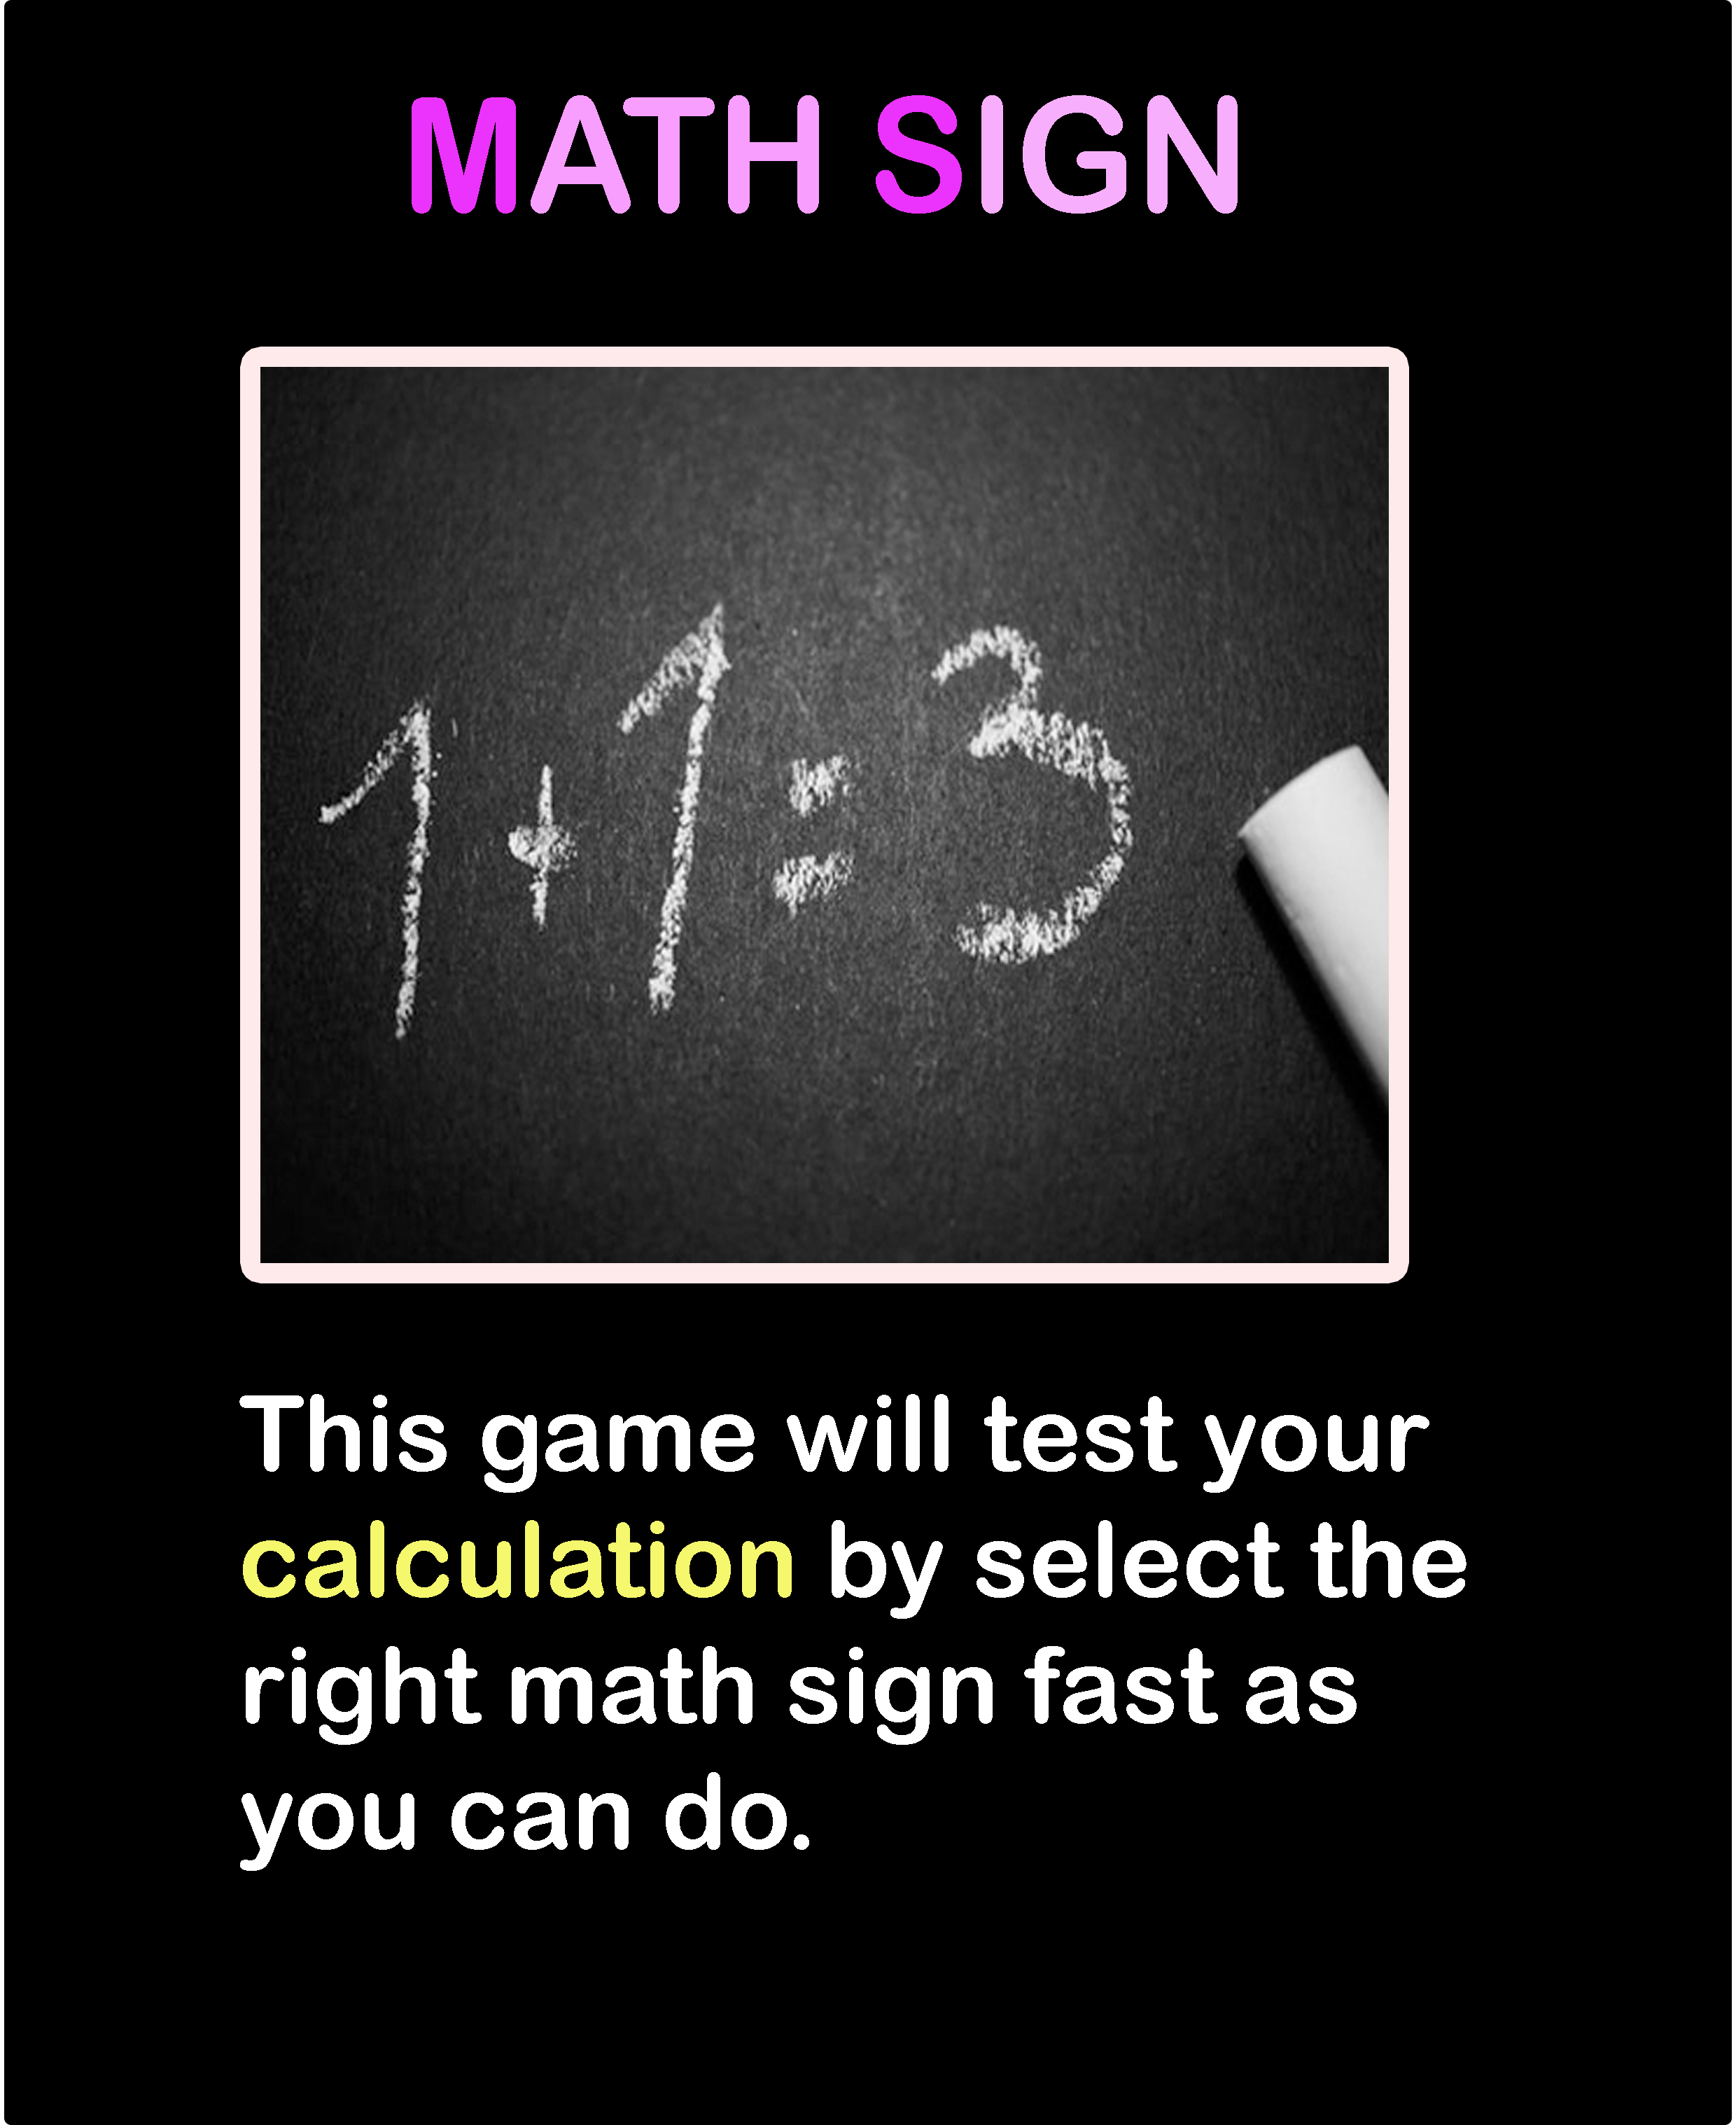 MATH SIGN
1+1=3
This game will test your
calculation by select the
right math sign fast as
you can do.